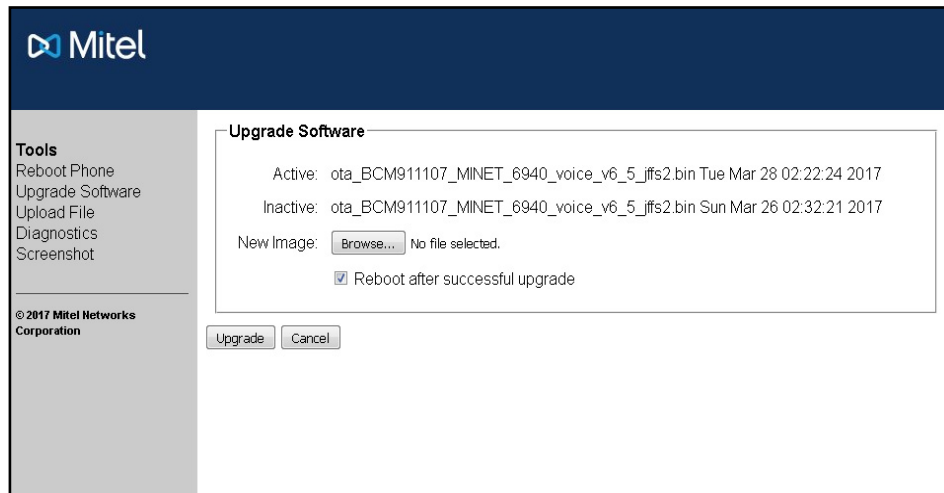 Mitel
Tools
Reboot Phone
Upgrade Software
Upload File
Diagnostics
Screenshot
© 2017 Mitel Networks
Corporation
Upgrade Software
Active: ota_BCM911107_MINET_6940_voice_v6_5_jffs2.bin Tue Mar 28 02:22:24 2017
Inactive: ota_BCM911107_MINET_6940_voice_v6_5_jffs2.bin Sun Mar 26 02:32:21 2017
New Image: Browse... No file selected.
Reboot after successful upgrade
Upgrade Cancel